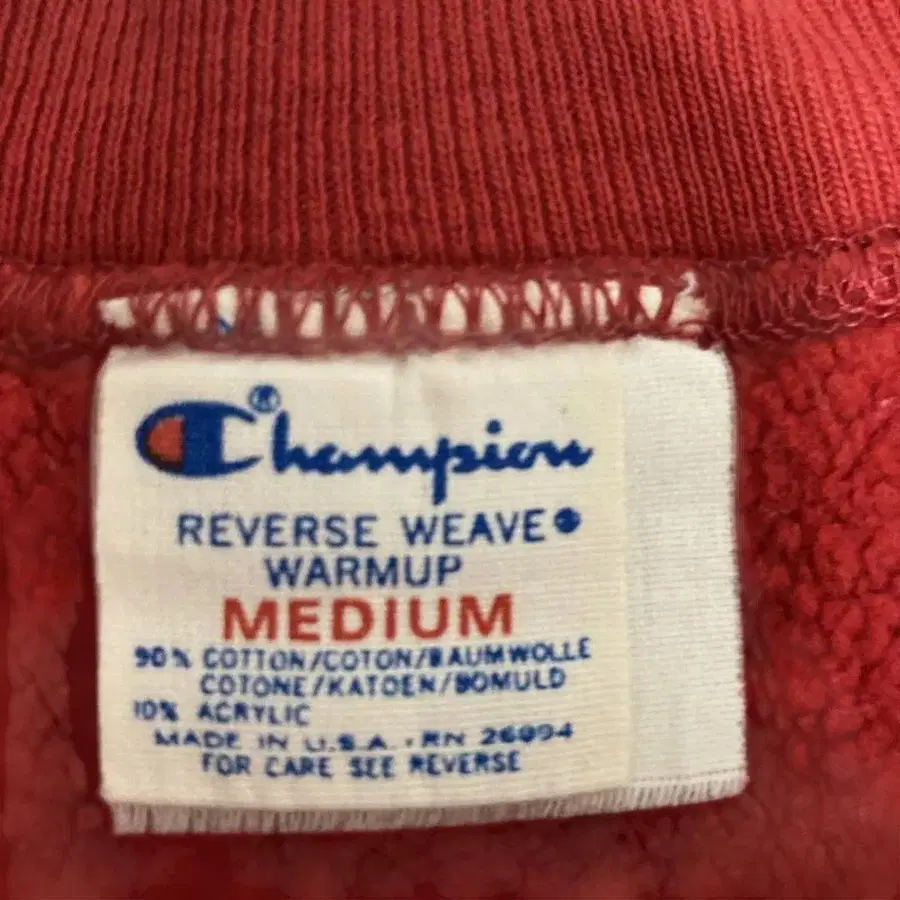 Champion®
REVERSE WEAVE®
WARMUP
MEDIUM
90% COTTON/COTON/BAUMWOLLE
COTONE/KATOEN/BOMULD
10% ACRYLIC
MADE IN U.S.A. • RN 26094
FOR CARE SEE REVERSE